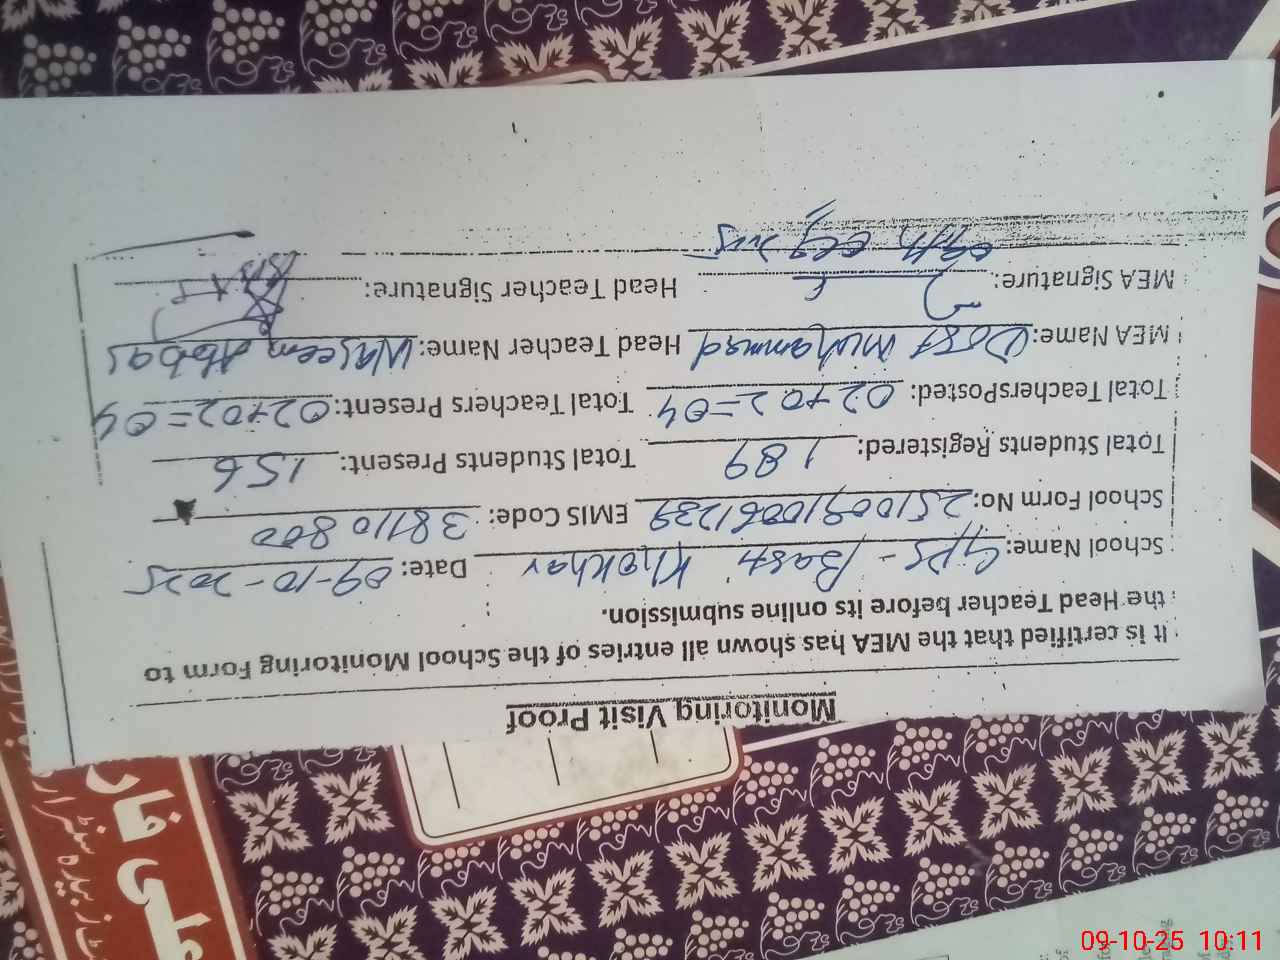 Monitoring Visit Proof
It is certified that the MEA has shown all entries of the School Monitoring Form to
the Head Teacher before its online submission.
School Name: GPS - Basti Khokhar Date: 09-10-2025
School Form No: EMIS Code: 38110800
Total Students Registered: 189 Total Students Present: 156
Total TeachersPosted: 02+02=04 Total Teachers Present: 02+02=04
MEA Name: Dost Muhammad Head Teacher Name: Waseem Abbas
MEA Signature: Head Teacher Signature:
علی
09-10-25 10:11